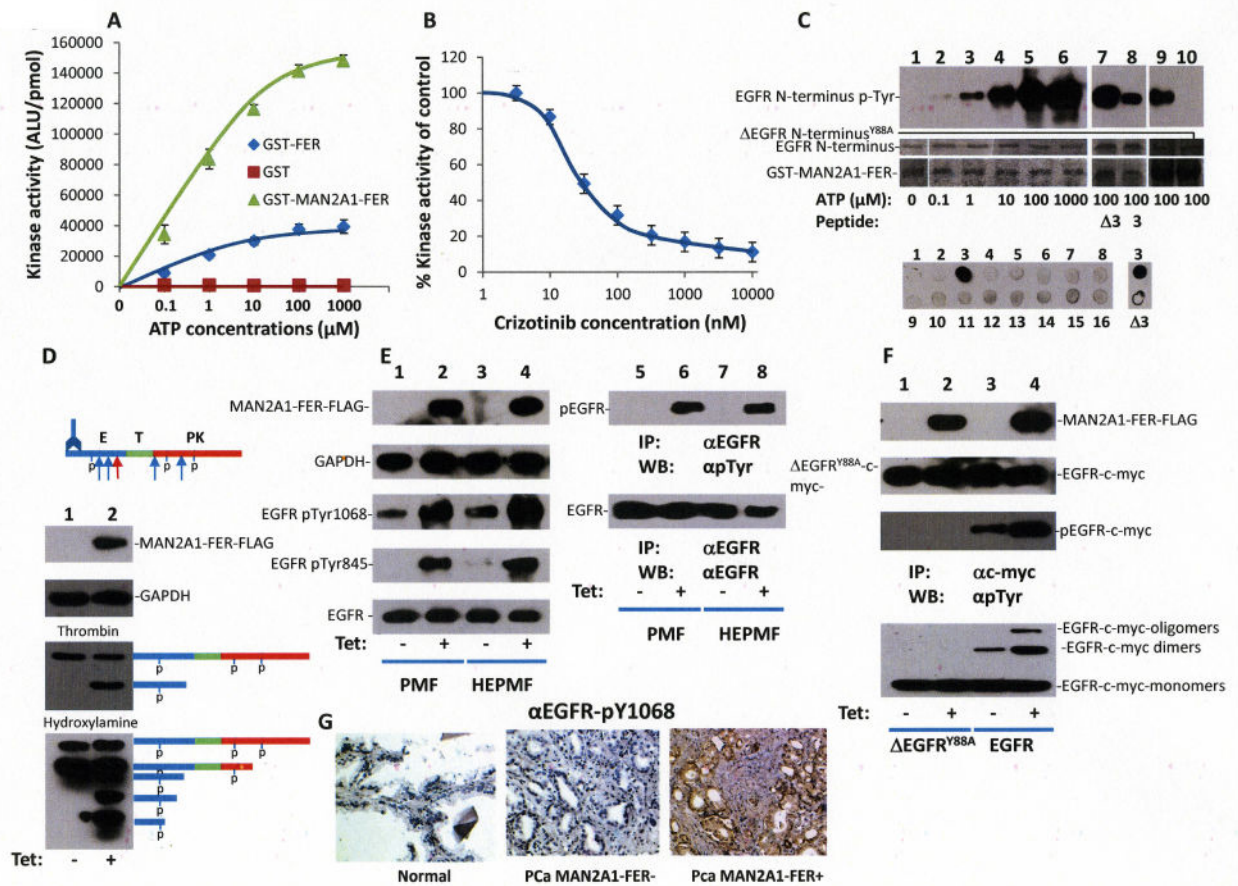 A
Kinase activity (ALU/pmol)
160000
140000
120000
100000
80000
60000
40000
20000
0
GST-FER
GST
GST-MAN2A1-FER
0 0.1 1 10 100 1000
ATP concentrations (µM)
B
% Kinase activity of control
120
100
80
60
40
20
0
1 10 100 1000 10000
Crizotinib concentration (nM)
C
1 2 3 4 5 6 7 8 9 10
EGFR N-terminus p-Tyr-
ΔEGFR N-terminusY88A
EGFR N-terminus-
GST-MAN2A1-FER-
ATP (µM):
0 0.1 1 10 100 1000 100 100 100 100
Peptide: Δ3 3
1 2 3 4 5 6 7 8 3
9 10 11 12 13 14 15 16 Δ3
D
E T PK
p p p
1 2
-MAN2A1-FER-FLAG
-GAPDH
Thrombin
p p
p
Hydroxylamine
p p
p p
p
p
p
Tet: - +
E
1 2 3 4
MAN2A1-FER-FLAG-
GAPDH-
EGFR pTyr1068
EGFR pTyr845
EGFR -
Tet: - + - +
PMF HEPMF
5 6 7 8
pEGFR-
IP: αEGFR
WB: αpTyr
EGFR-
IP: αEGFR
WB: αEGFR
Tet: - + - +
PMF HEPMF
F
1 2 3 4
-MAN2A1-FER-FLAG
ΔEGFRY88A-c-
myc-
-EGFR-c-myc
-pEGFR-c-myc
IP: αc-myc
WB: αpTyr
-EGFR-c-myc-oligomers
-EGFR-c-myc dimers
-EGFR-c-myc-monomers
Tet: - + - +
ΔEGFRY88A EGFR
G
αEGFR-pY1068
Normal
PCa MAN2A1-FER-
Pca MAN2A1-FER+